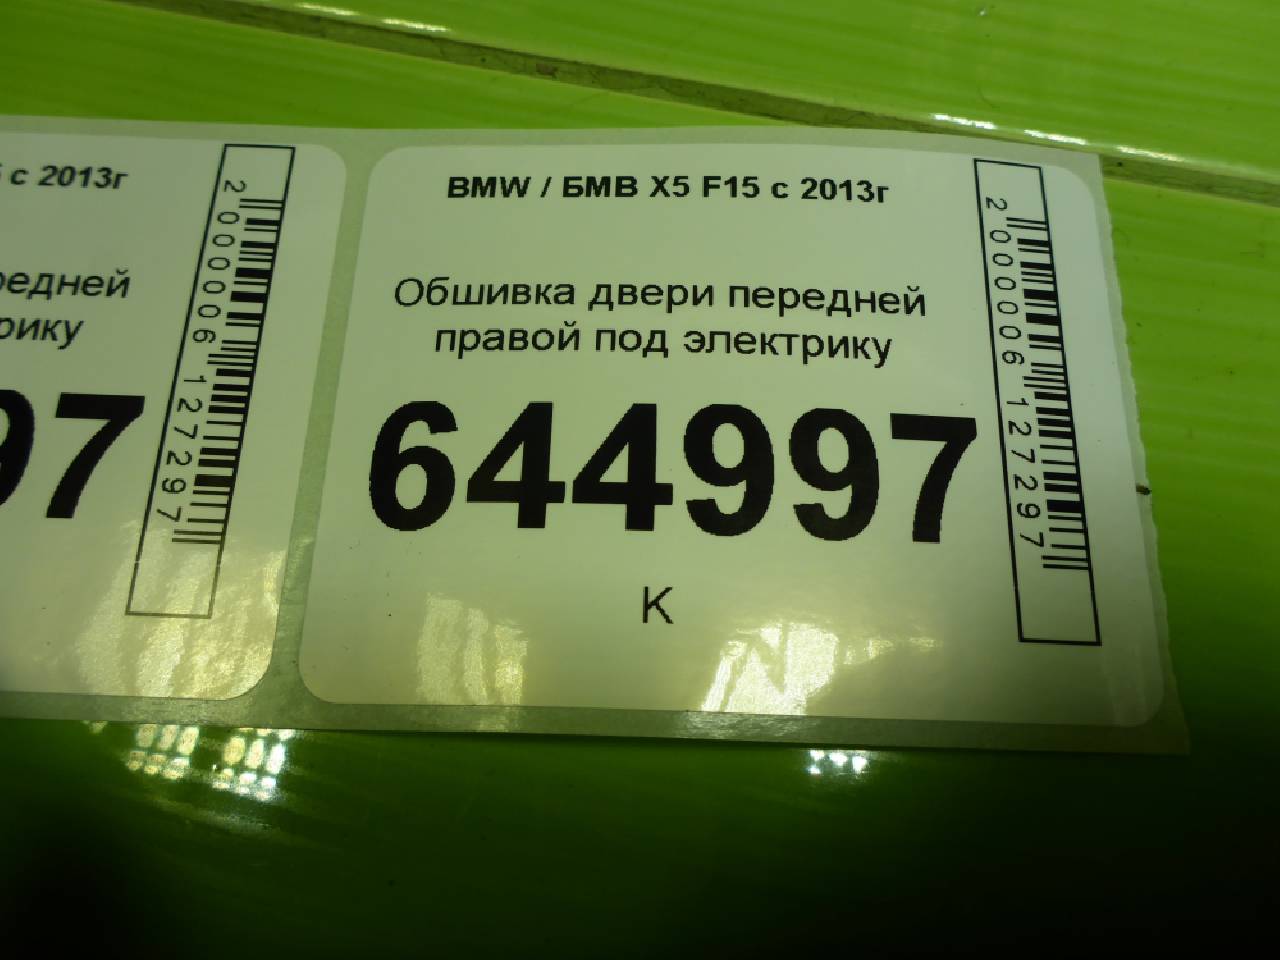 с 2013г
редней
рику
97
2000006127297
BMW / БМВ X5 F15 с 2013г
Обшивка двери передней
правой под электрику
644997
К
2000006127297